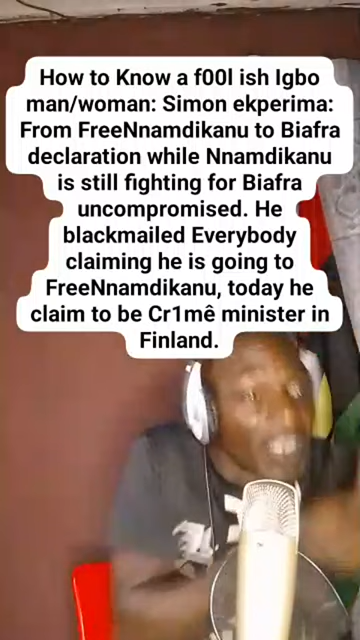 How to Know a f00l ish Igbo
man/woman: Simon ekperima:
From FreeNnamdikanu to Biafra
declaration while Nnamdikanu
is still fighting for Biafra
uncompromised. He
blackmailed Everybody
claiming he is going to
FreeNnamdikanu, today he
claim to be Cr1mê minister in
Finland.